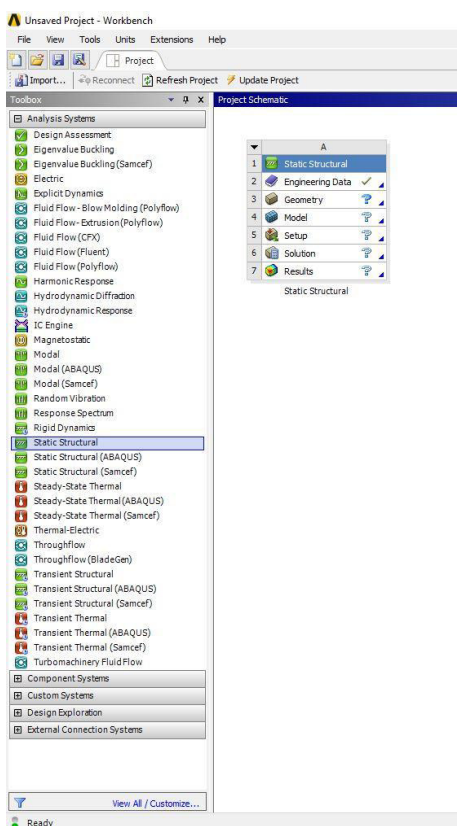 Unsaved Project - Workbench
File View Tools Units Extensions Help
Project
Import... Reconnect Refresh Project Update Project
Toolbox
Project Schematic
Analysis Systems
Design Assessment
Eigenvalue Buckling
Eigenvalue Buckling (Samcef)
Electric
Explicit Dynamics
Fluid Flow - Blow Molding (Polyflow)
Fluid Flow - Extrusion (Polyflow)
Fluid Flow (CFX)
Fluid Flow (Fluent)
Fluid Flow (Polyflow)
Harmonic Response
Hydrodynamic Diffraction
Hydrodynamic Response
IC Engine
Magnetostatic
Modal
Modal (ABAQUS)
Modal (Samcef)
Random Vibration
Response Spectrum
Rigid Dynamics
Static Structural
Static Structural (ABAQUS)
Static Structural (Samcef)
Steady-State Thermal
Steady-State Thermal (ABAQUS)
Steady-State Thermal (Samcef)
Thermal-Electric
Throughflow
Throughflow (BladeGen)
Transient Structural
Transient Structural (ABAQUS)
Transient Structural (Samcef)
Transient Thermal
Transient Thermal (ABAQUS)
Transient Thermal (Samcef)
Turbomachinery Fluid Flow
Component Systems
Custom Systems
Design Exploration
External Connection Systems
View All / Customize...
Ready
A
1 Static Structural
2 Engineering Data
3 Geometry ?
4 Model ?
5 Setup ?
6 Solution ?
7 Results ?
Static Structural